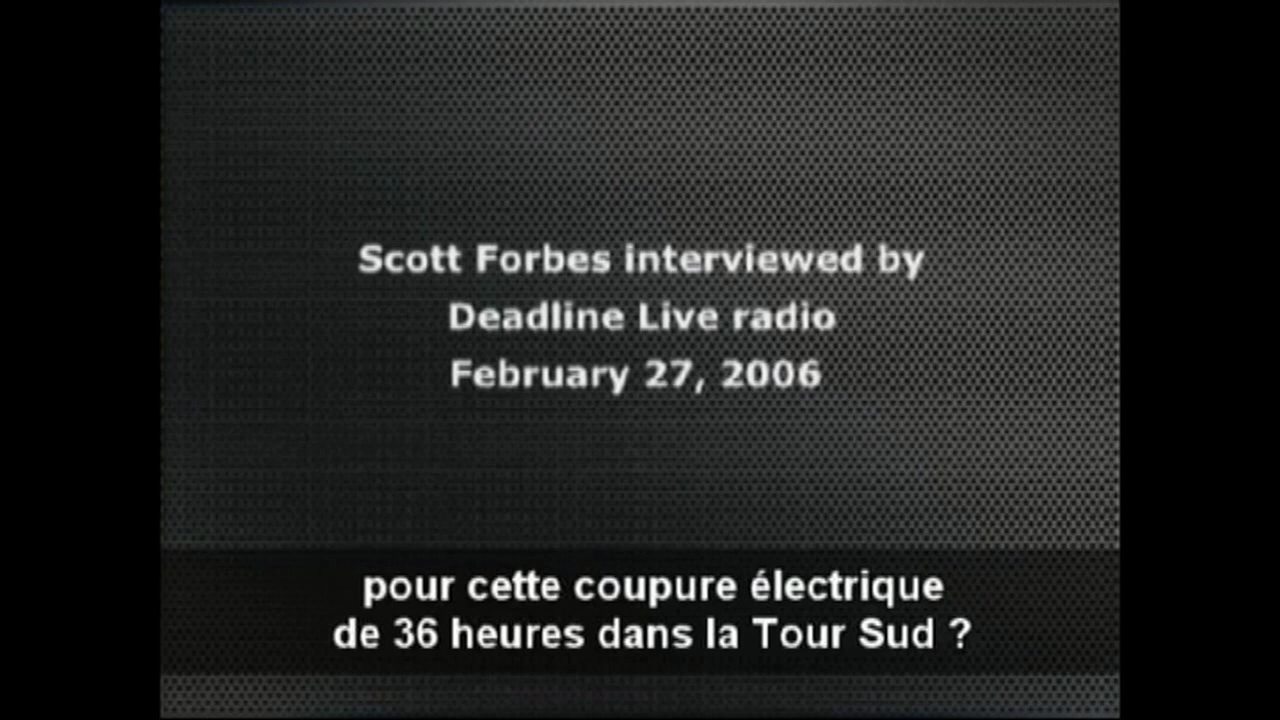 Scott Forbes interviewed by
Deadline Live radio
February 27, 2006
pour cette coupure électrique
de 36 heures dans la Tour Sud ?